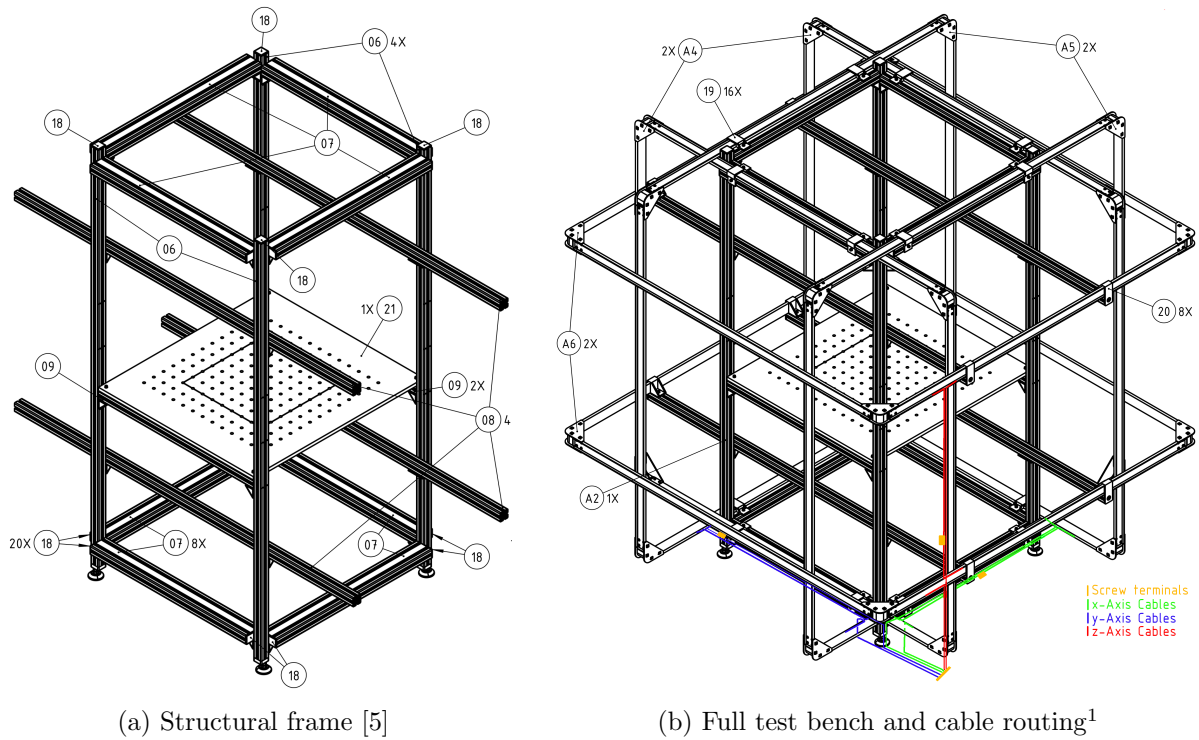 18
06 4X
2X A4
A5 2X
19 16X
18
18
07
06
18
1X 21
20 8X
A6 2X
09
09 2X
08 4
A2 1X
20X 18
07 8X
07
18
18
Screw terminals
x-Axis Cables
y-Axis Cables
z-Axis Cables
(a) Structural frame [5]
(b) Full test bench and cable routing¹